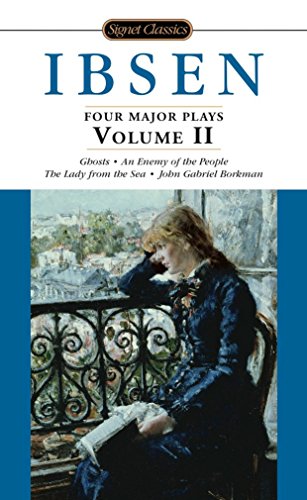 Signet Classics
IBSEN
FOUR MAJOR PLAYS
VOLUME II
Ghosts • An Enemy of the People
The Lady from the Sea • John Gabriel Borkman